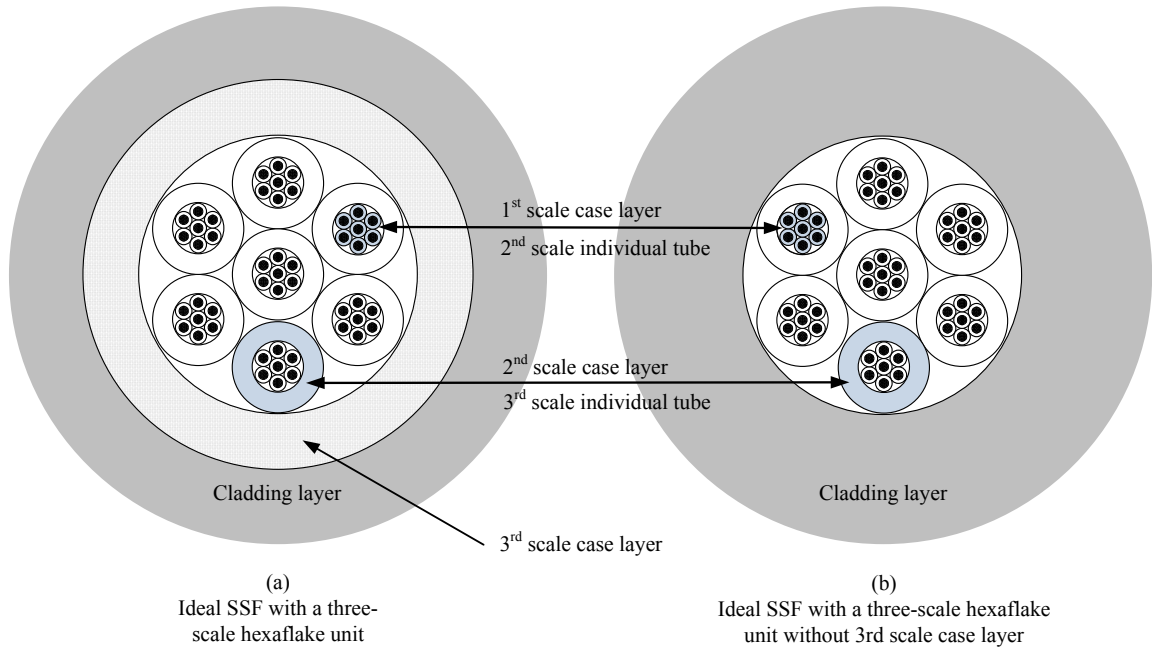 1st scale case layer
2nd scale individual tube
2nd scale case layer
3rd scale individual tube
Cladding layer
Cladding layer
3rd scale case layer
(a)
Ideal SSF with a three-
scale hexaflake unit
(b)
Ideal SSF with a three-scale hexaflake
unit without 3rd scale case layer